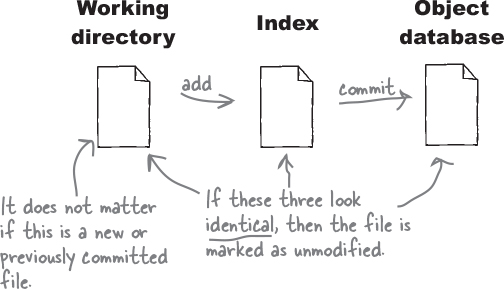 Working
directory
Index
Object
database
add
commit
It does not matter
if this is a new or
previously committed
file.
If these three look
identical, then the file is
marked as unmodified.